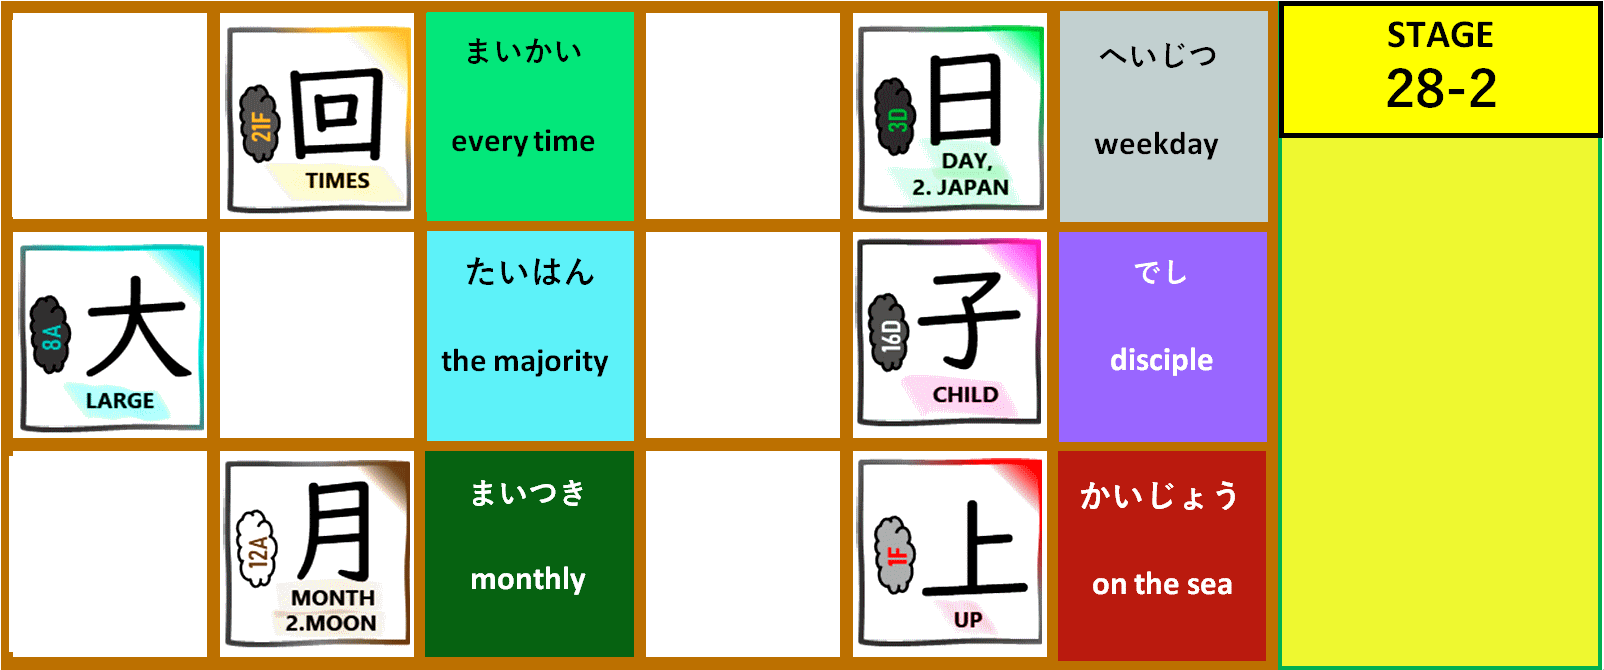 21F
回
TIMES
まいかい
every time
3D
日
DAY,
2. JAPAN
へいじつ
weekday
STAGE
28-2
8A
大
LARGE
たいはん
the majority
16D
子
CHILD
でし
disciple
12A
月
MONTH
2.MOON
まいつき
monthly
1F
上
UP
かいじょう
on the sea